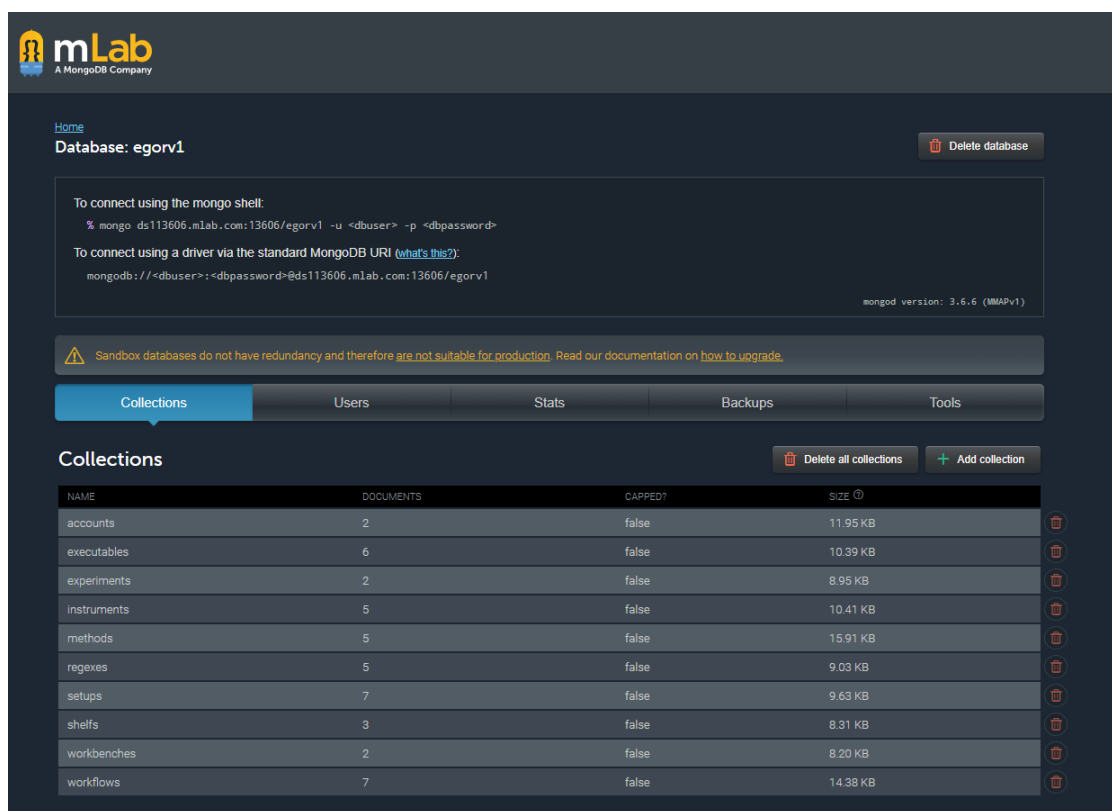 mLab
A MongoDB Company
Home
Database: egorv1
Delete database
To connect using the mongo shell:
% mongo ds113606.mlab.com:13606/egorv1 -u <dbuser> -p <dbpassword>
To connect using a driver via the standard MongoDB URI (what's this?):
mongodb://<dbuser>:<dbpassword>@ds113606.mlab.com:13606/egorv1
mongod version: 3.6.6 (MMAPv1)
Sandbox databases do not have redundancy and therefore are not suitable for production. Read our documentation on how to upgrade.
Collections Users Stats Backups Tools
Collections
Delete all collections + Add collection
NAME DOCUMENTS CAPPED? SIZE ?
accounts 2 false 11.95 KB
executables 6 false 10.39 KB
experiments 2 false 8.95 KB
instruments 5 false 10.41 KB
methods 5 false 15.91 KB
regexes 5 false 9.03 KB
setups 7 false 9.63 KB
shelfs 3 false 8.31 KB
workbenches 2 false 8.20 KB
workflows 7 false 14.38 KB